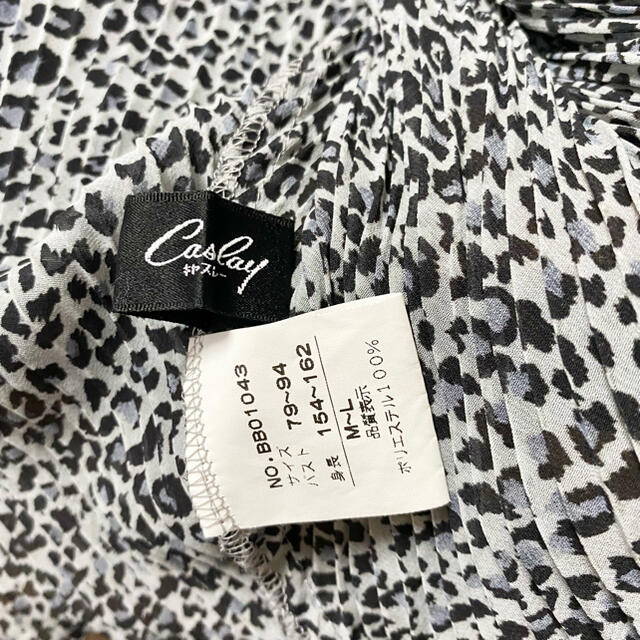 Caslay
キャスレー
NO.BB01043
サイズ
バスト 79~94
身長 154~162
M~L
品質表示
ポリエステル100%